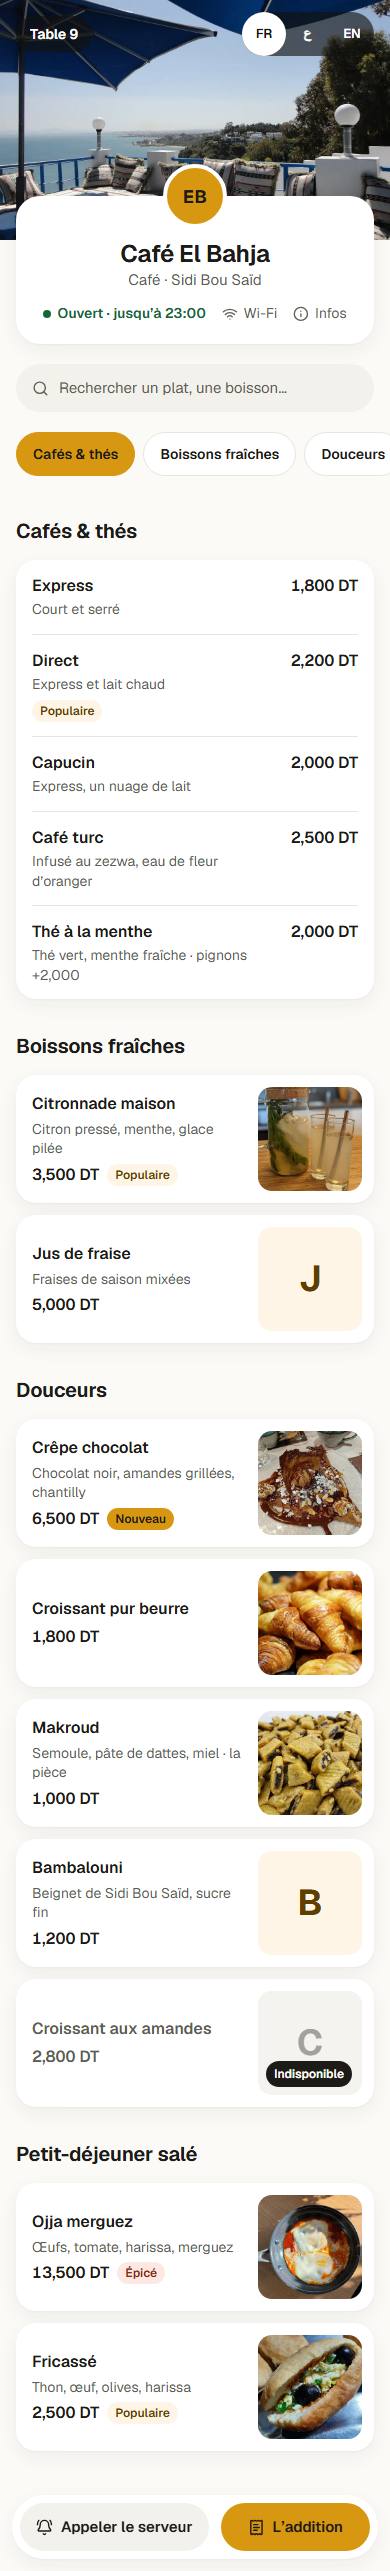 Table 9
FR ع EN
EB
Café El Bahja
Café · Sidi Bou Saïd
Ouvert · jusqu’à 23:00 Wi-Fi Infos
Rechercher un plat, une boisson…
Cafés & thés Boissons fraîches Douceurs
Cafés & thés
Express 1,800 DT
Court et serré
Direct 2,200 DT
Express et lait chaud
Populaire
Capucin 2,000 DT
Express, un nuage de lait
Café turc 2,500 DT
Infusé au zezwa, eau de fleur
d’oranger
Thé à la menthe 2,000 DT
Thé vert, menthe fraîche · pignons
+2,000
Boissons fraîches
Citronnade maison
Citron pressé, menthe, glace
pilée
3,500 DT Populaire
Jus de fraise
Fraises de saison mixées
5,000 DT
J
Douceurs
Crêpe chocolat
Chocolat noir, amandes grillées,
chantilly
6,500 DT Nouveau
Croissant pur beurre
1,800 DT
Makroud
Semoule, pâte de dattes, miel · la
pièce
1,000 DT
Bambalouni
Beignet de Sidi Bou Saïd, sucre
fin
1,200 DT
B
Croissant aux amandes
2,800 DT
C
Indisponible
Petit-déjeuner salé
Ojja merguez
Œufs, tomate, harissa, merguez
13,500 DT Épicé
Fricassé
Thon, œuf, olives, harissa
2,500 DT Populaire
Appeler le serveur L’addition